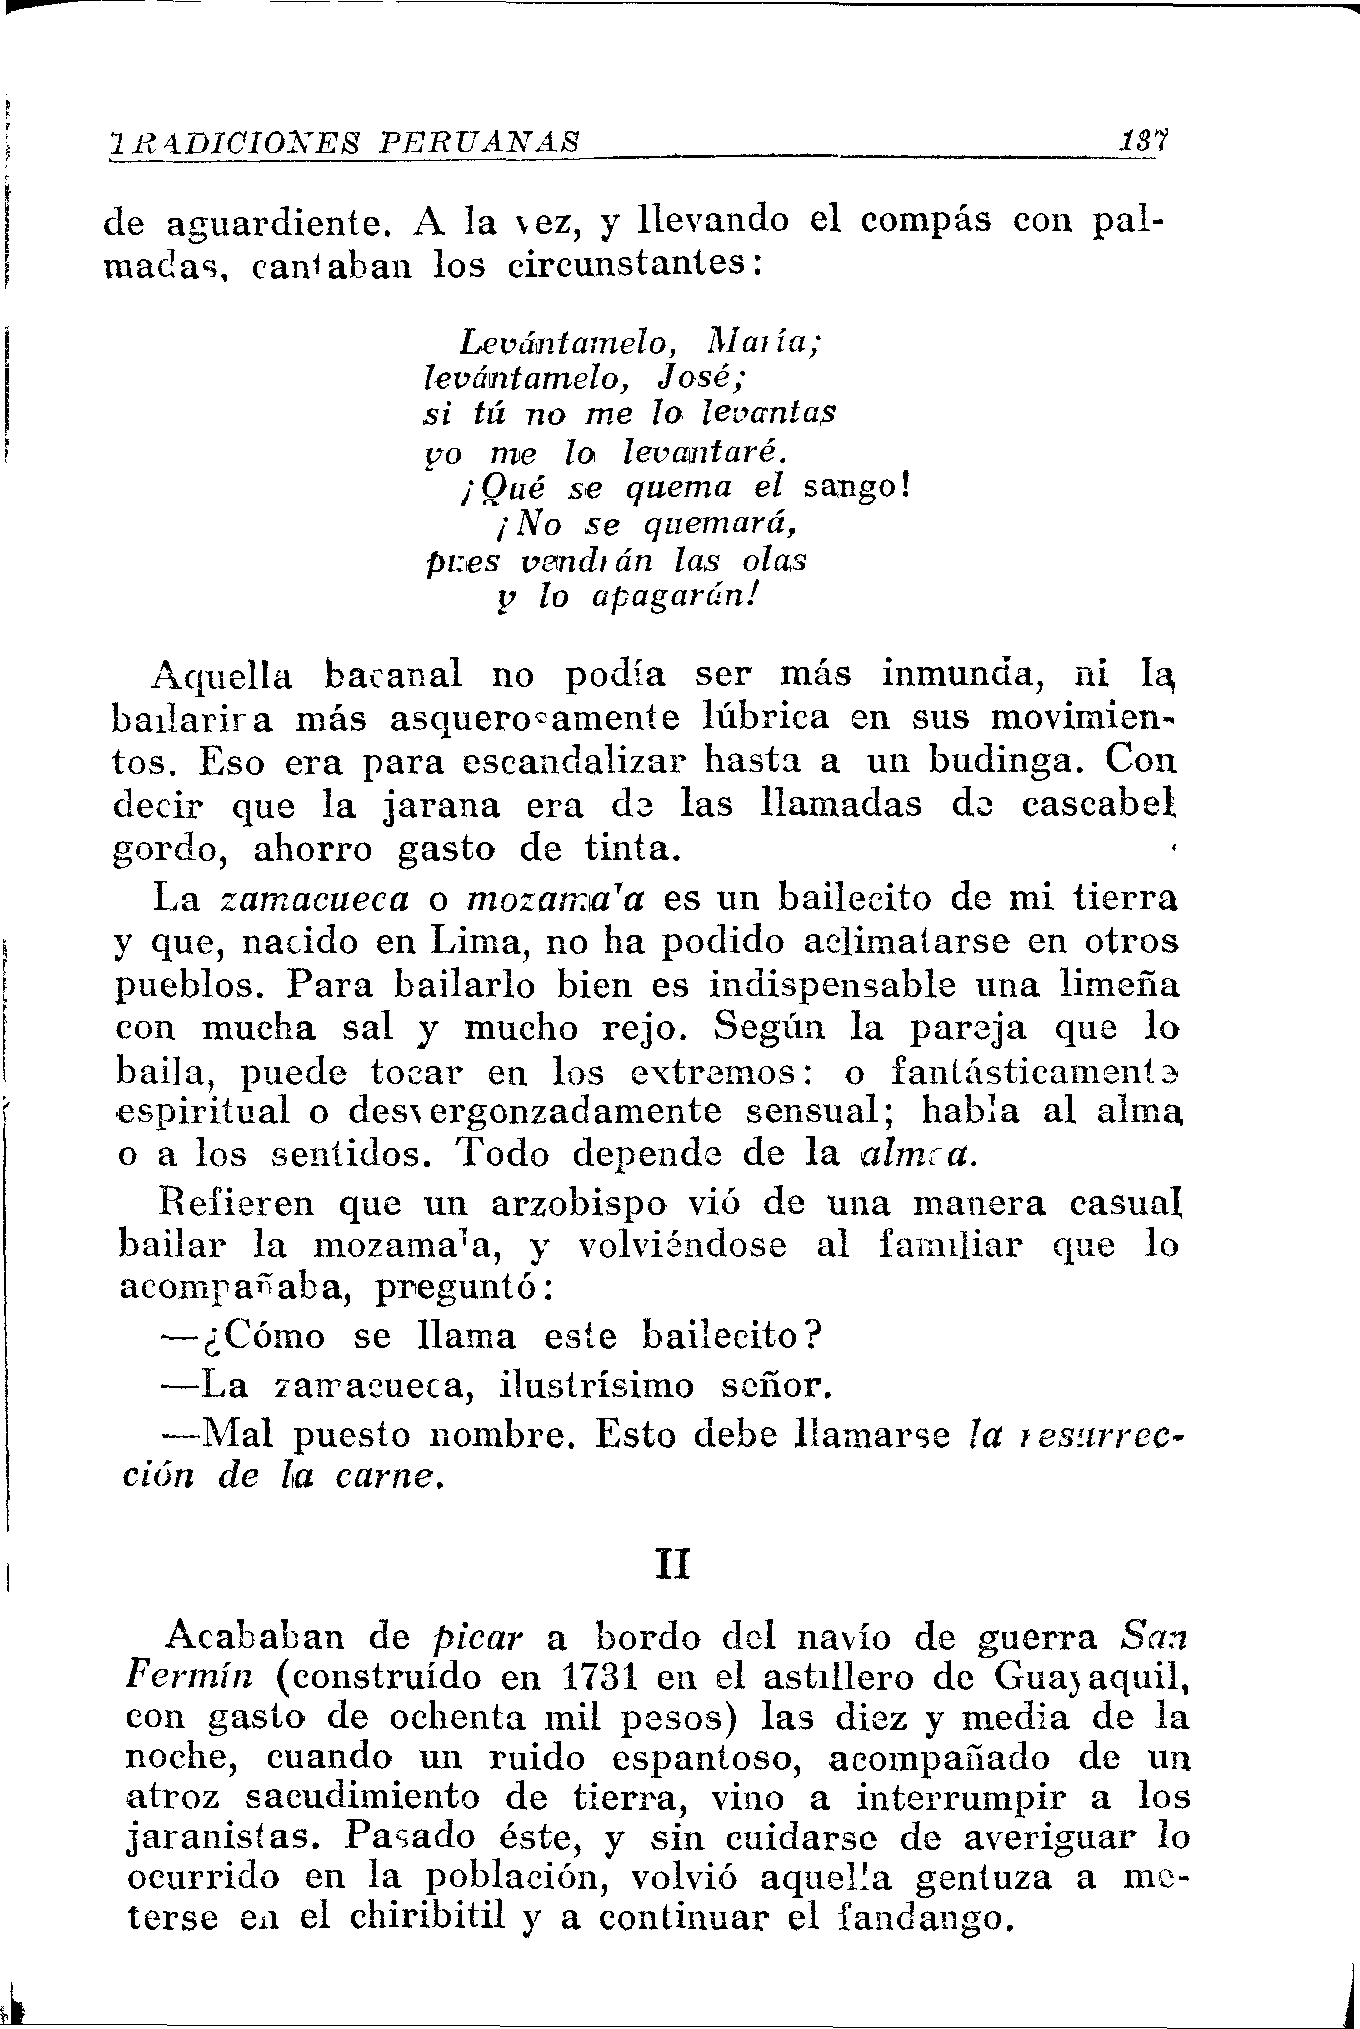 TRADICIONES PERUANAS 137
de aguardiente. A la vez, y llevando el compás con pal-
madas, cantaban los circunstantes:
Levántamelo, María;
levántamelo, José;
si tú no me lo levantas
yo me lo levantaré.
¡Qué se quema el sango!
¡No se quemará,
pues vendrán las olas
y lo apagarán!
Aquella bacanal no podía ser más inmunda, ni la
bailarina más asquerosamente lúbrica en sus movimien-
tos. Eso era para escandalizar hasta a un budinga. Con
decir que la jarana era de las llamadas de cascabel
gordo, ahorro gasto de tinta.
La zamacueca o mozamala es un bailecito de mi tierra
y que, nacido en Lima, no ha podido aclimatarse en otros
pueblos. Para bailarlo bien es indispensable una limeña
con mucha sal y mucho rejo. Según la pareja que lo
baila, puede tocar en los extremos: o fantásticamente
espiritual o desvergonzadamente sensual; habla al alma
o a los sentidos. Todo depende de la almea.
Refieren que un arzobispo vió de una manera casual
bailar la mozamala, y volviéndose al familiar que lo
acompañaba, preguntó:
—¿Cómo se llama este bailecito?
—La zamacueca, ilustrísimo señor.
—Mal puesto nombre. Esto debe llamarse la resurrec-
ción de la carne.
II
Acababan de picar a bordo del navío de guerra San
Fermín (construído en 1731 en el astillero de Guayaquil,
con gasto de ochenta mil pesos) las diez y media de la
noche, cuando un ruido espantoso, acompañado de un
atroz sacudimiento de tierra, vino a interrumpir a los
jaranistas. Pasado éste, y sin cuidarse de averiguar lo
ocurrido en la población, volvió aquella gentuza a me-
terse en el chiribitil y a continuar el fandango.